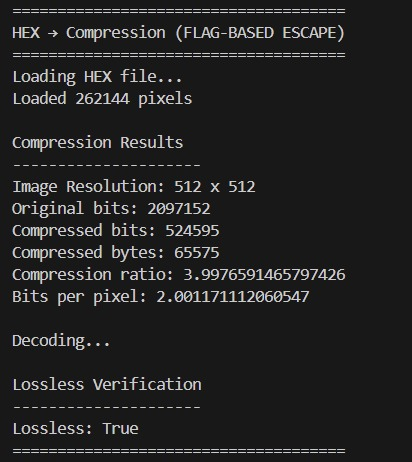 =====================================
HEX → Compression (FLAG-BASED ESCAPE)
=====================================
Loading HEX file...
Loaded 262144 pixels

Compression Results
---------------------
Image Resolution: 512 x 512
Original bits: 2097152
Compressed bits: 524595
Compressed bytes: 65575
Compression ratio: 3.9976591465797426
Bits per pixel: 2.001171112060547

Decoding...

Lossless Verification
---------------------
Lossless: True
=====================================